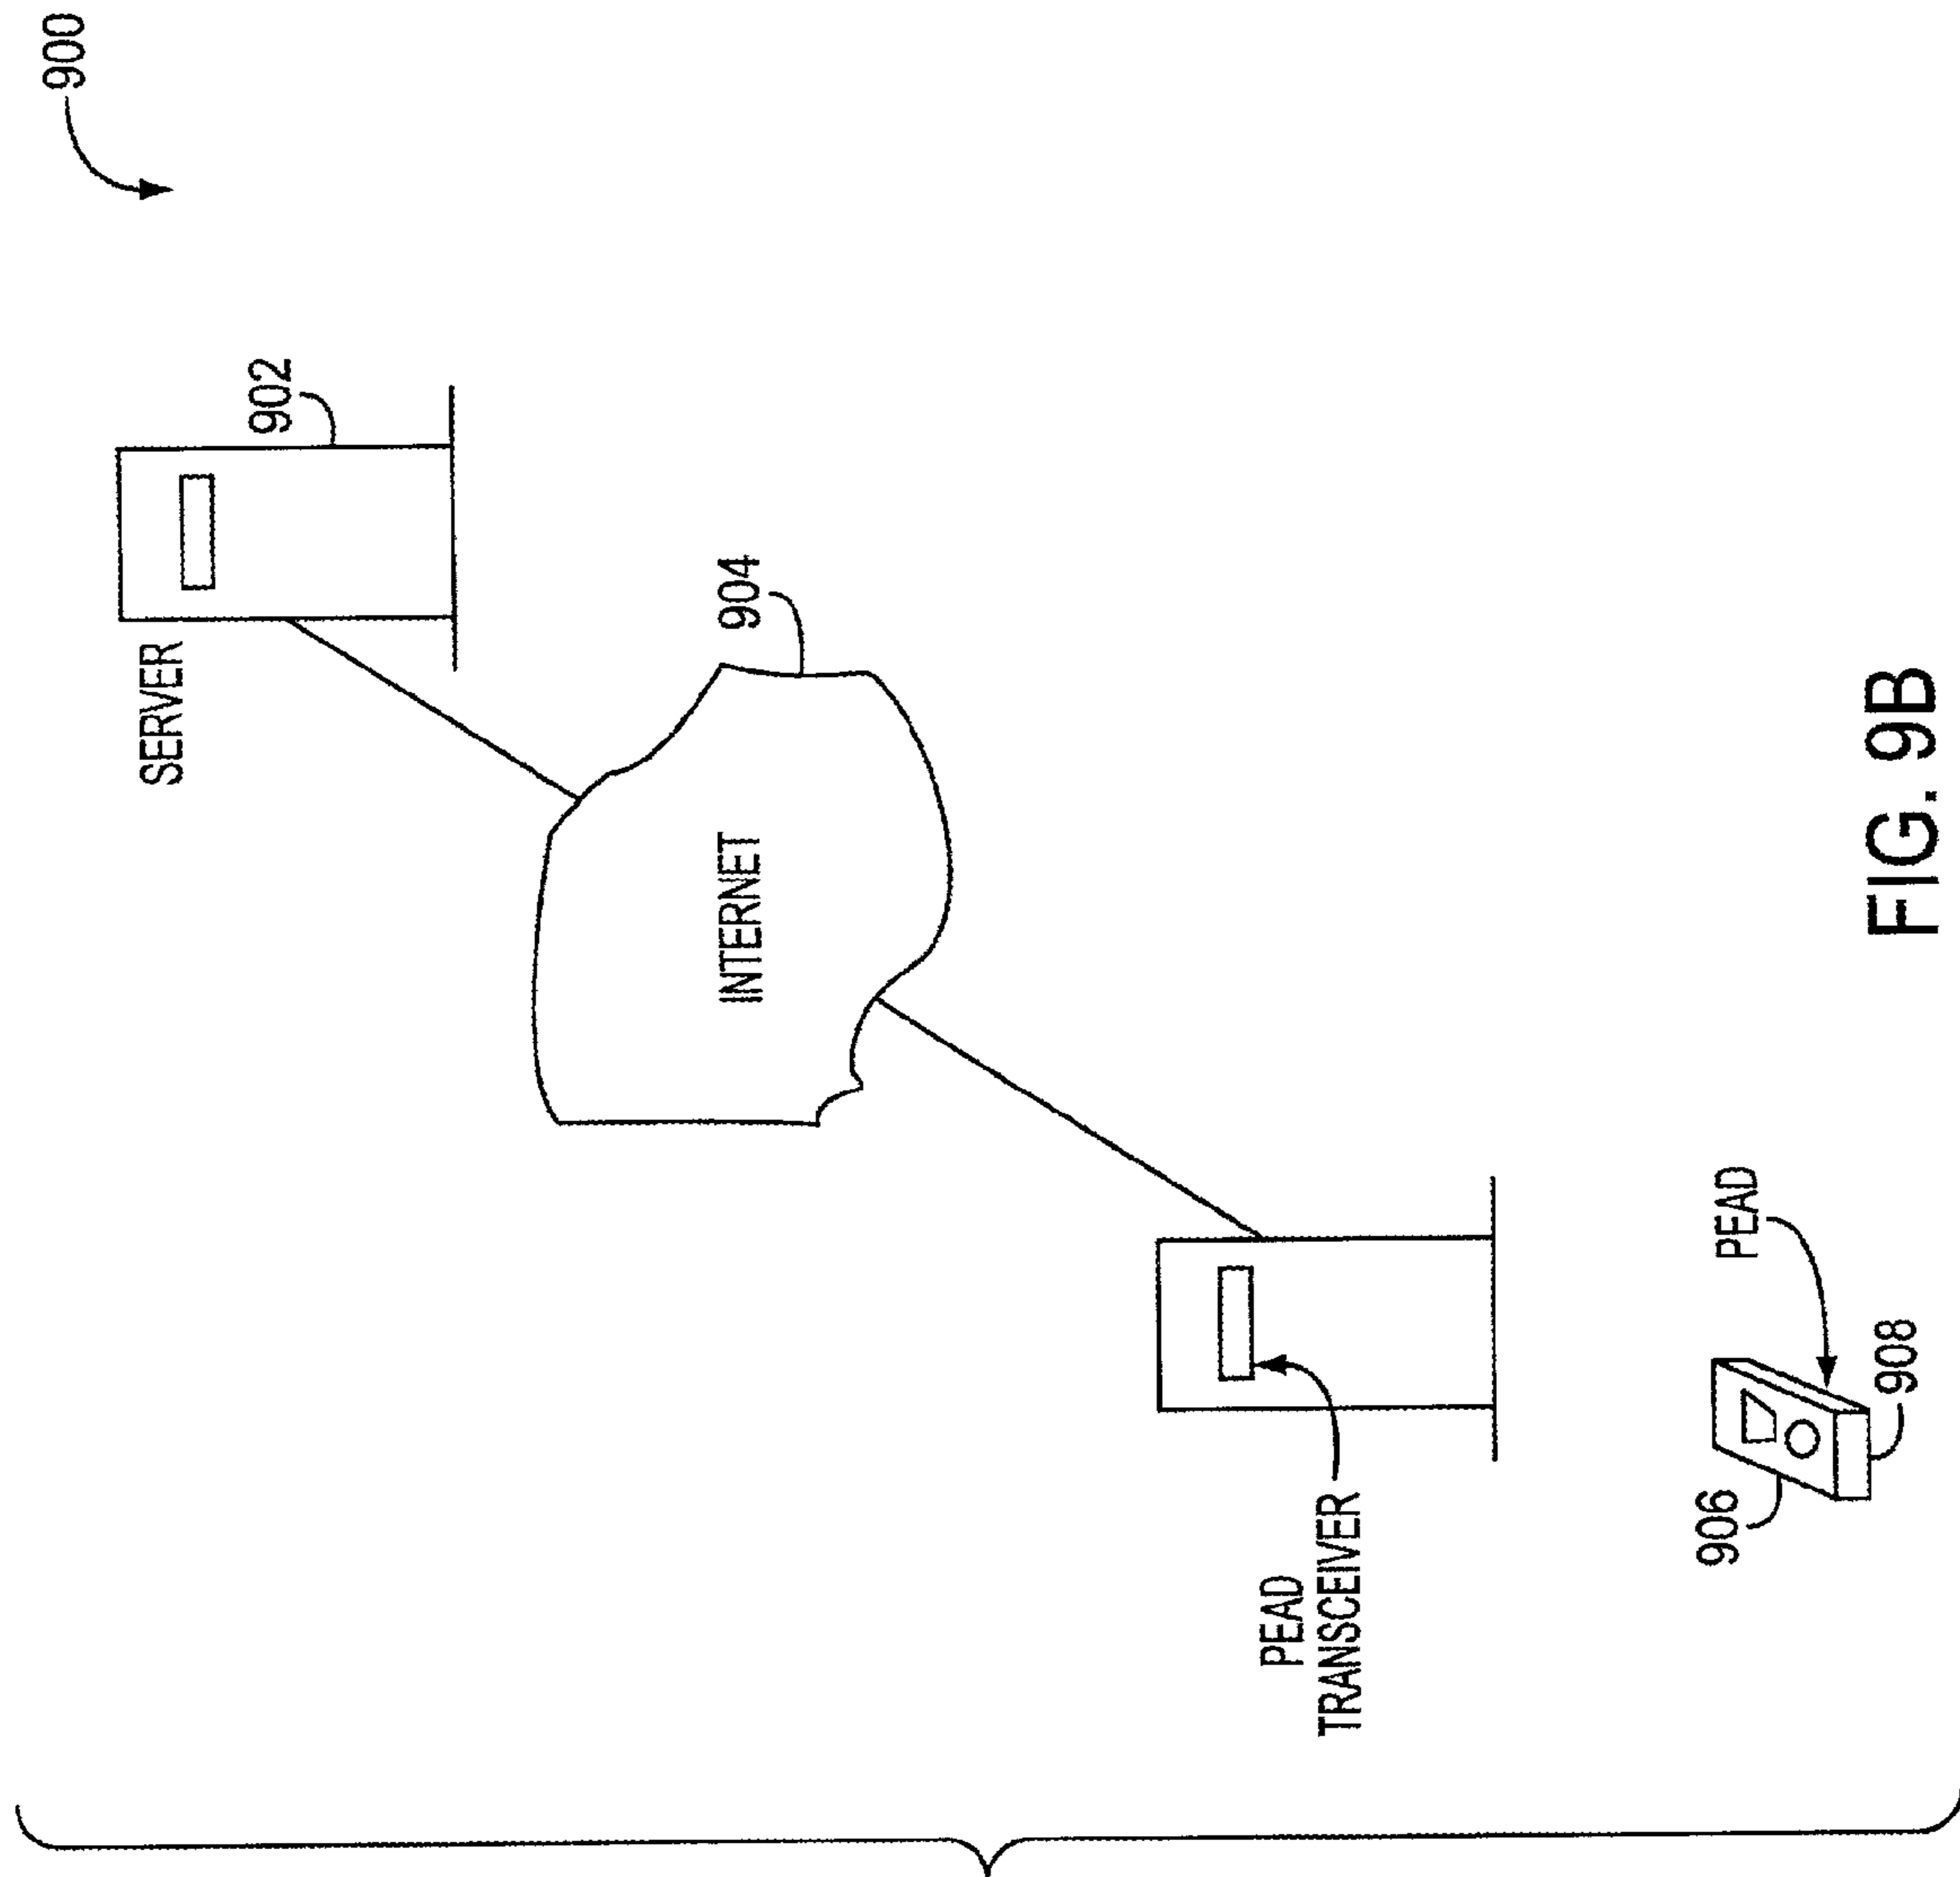 900
SERVER
902
904
INTERNET
PEAD
TRANSCEIVER
PEAD
906
908
FIG. 9B